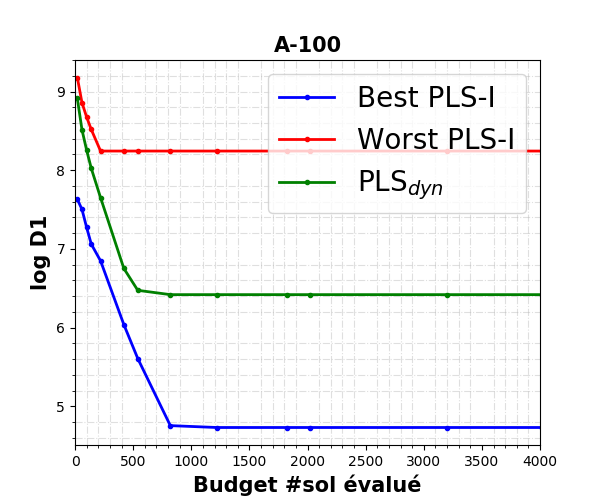 A-100
log D1
9
8
7
6
5
Best PLS-I
Worst PLS-I
PLS_dyn
0 500 1000 1500 2000 2500 3000 3500 4000
Budget #sol évalué